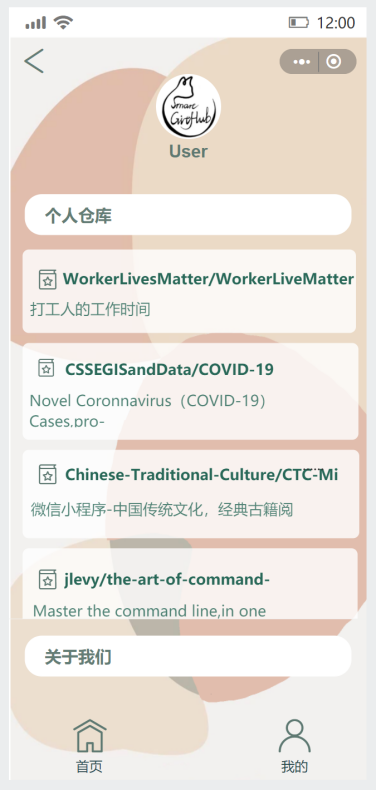 12:00
Smart
GitHub
User
个人仓库
WorkerLivesMatter/WorkerLiveMatter
打工人的工作时间
CSSEGISandData/COVID-19
Novel Coronnavirus（COVID-19）
Cases,pro-
Chinese-Traditional-Culture/CTC-Mi
微信小程序-中国传统文化，经典古籍阅
jlevy/the-art-of-command-
Master the command line,in one
关于我们
首页
我的